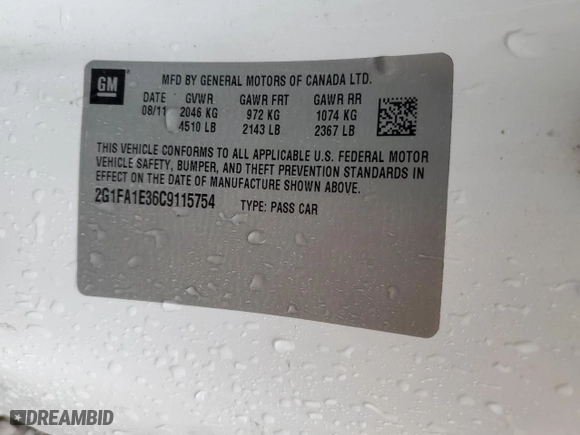 GM
MFD BY GENERAL MOTORS OF CANADA LTD.
DATE GVWR GAWR FRT GAWR RR
08/11 2046 KG 972 KG 1074 KG
4510 LB 2143 LB 2367 LB
THIS VEHICLE CONFORMS TO ALL APPLICABLE U.S. FEDERAL MOTOR
VEHICLE SAFETY, BUMPER, AND THEFT PREVENTION STANDARDS IN
EFFECT ON THE DATE OF MANUFACTURE SHOWN ABOVE.
2G1FA1E36C9115754 TYPE: PASS CAR
DREAMBID